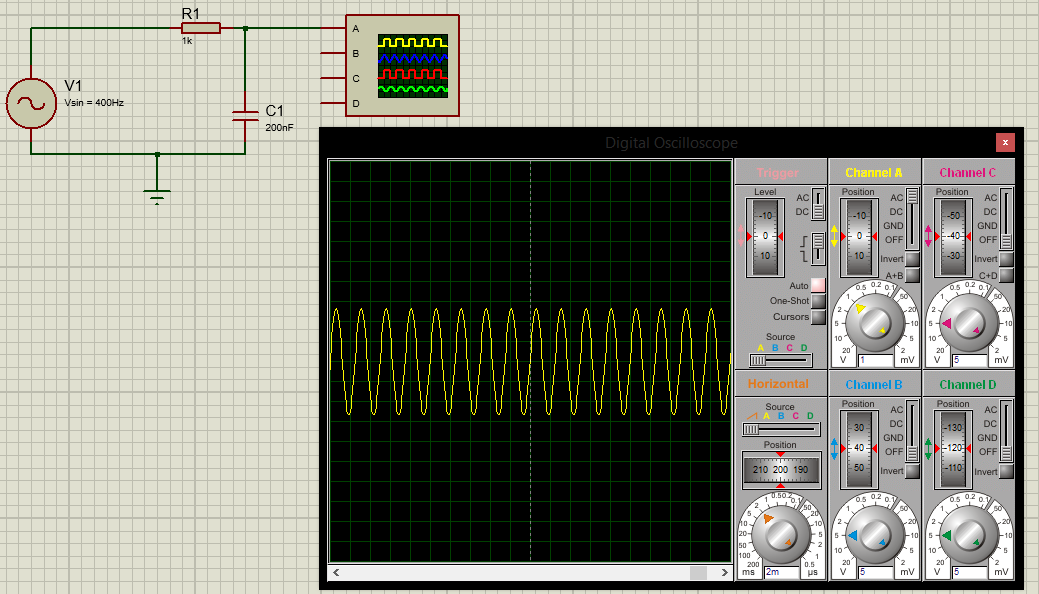 R1
1k
V1
Vsin = 400Hz
C1
200nF
A
B
C
D
Digital Oscilloscope
x
Trigger
Level
-10
0
10
AC
DC
Auto
One-Shot
Cursors
Source
A B C D
Horizontal
Source
A B C D
Position
210 200 190
200 100 50 20 10 5 2 1 0.5 0.2 0.1 50 20 10 5 2 1 0.5
ms 2m µs
Channel A
Position
-10
0
10
AC
DC
GND
OFF
Invert
A+B
20 10 5 2 1 0.5 0.2 0.1 50 20 10 5 2
V 1 mV
Channel C
Position
-50
-40
-30
AC
DC
GND
OFF
Invert
C+D
20 10 5 2 1 0.5 0.2 0.1 50 20 10 5 2
V 5 mV
Channel B
Position
30
40
50
AC
DC
GND
OFF
Invert
20 10 5 2 1 0.5 0.2 0.1 50 20 10 5 2
V 5 mV
Channel D
Position
-130
-120
-110
AC
DC
GND
OFF
Invert
20 10 5 2 1 0.5 0.2 0.1 50 20 10 5 2
V 5 mV